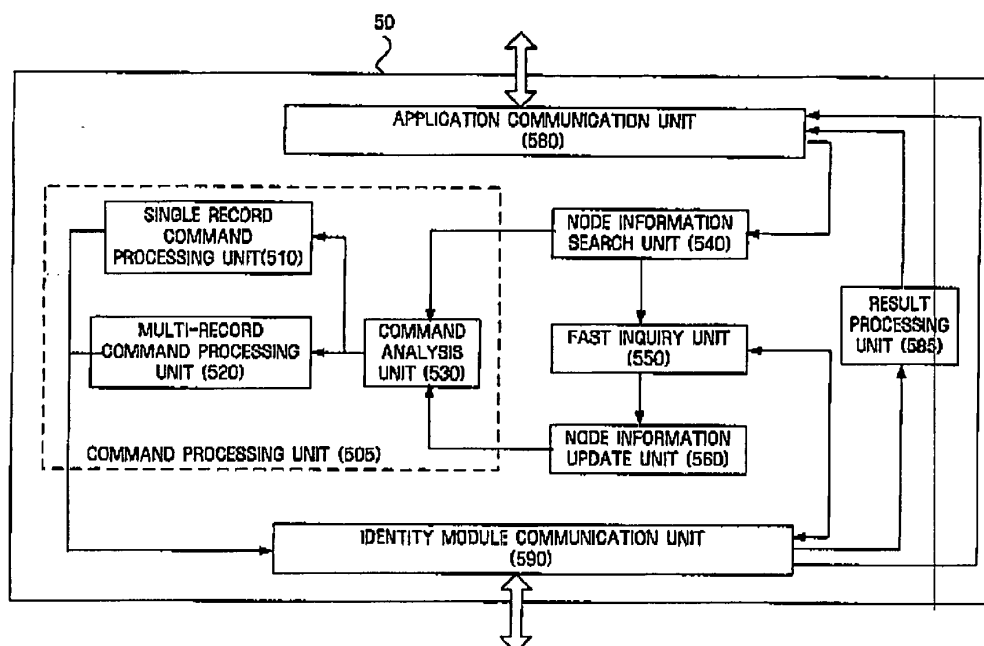 50
APPLICATION COMMUNICATION UNIT
(580)
SINGLE RECORD
COMMAND
PROCESSING UNIT(510)
NODE INFORMATION
SEARCH UNIT (540)
MULTI-RECORD
COMMAND PROCESSING
UNIT (520)
COMMAND
ANALYSIS
UNIT (530)
FAST INQUIRY UNIT
(550)
RESULT
PROCESSING
UNIT (585)
COMMAND PROCESSING UNIT (505)
NODE INFORMATION
UPDATE UNIT (560)
IDENTITY MODULE COMMUNICATION UNIT
(590)